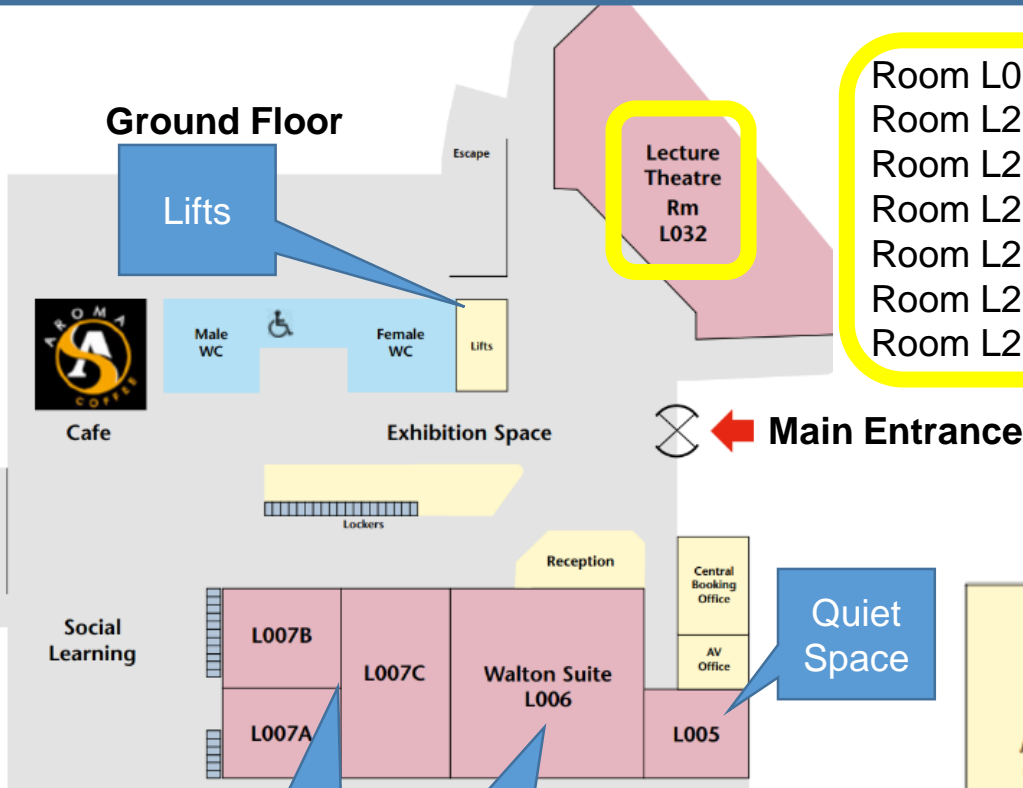 Ground Floor
Lifts
Escape
Lecture
Theatre
Rm
L032
Room L0
Room L2
Room L2
Room L2
Room L2
Room L2
Room L2
AROMA
COFFEE
Male
WC
Female
WC
Lifts
Cafe
Exhibition Space
Main Entrance
Lockers
Reception
Central
Booking
Office
AV
Office
Quiet
Space
Social
Learning
L007B
L007C
L007A
Walton Suite
L006
L005